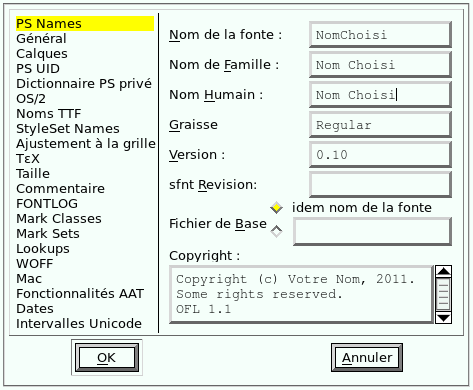 PS Names
Général
Calques
PS UID
Dictionnaire PS privé
OS/2
Noms TTF
StyleSet Names
Ajustement à la grille
ΤεΧ
Taille
Commentaire
FONTLOG
Mark Classes
Mark Sets
Lookups
WOFF
Mac
Fonctionnalités AAT
Dates
Intervalles Unicode
Nom de la fonte : NomChoisi
Nom de Famille : Nom Choisi
Nom Humain : Nom Choisi
Graisse Regular
Version : 0.10
sfnt Revision:
idem nom de la fonte
Fichier de Base
Copyright :
Copyright (c) Votre Nom, 2011.
Some rights reserved.
OFL 1.1
OK Annuler